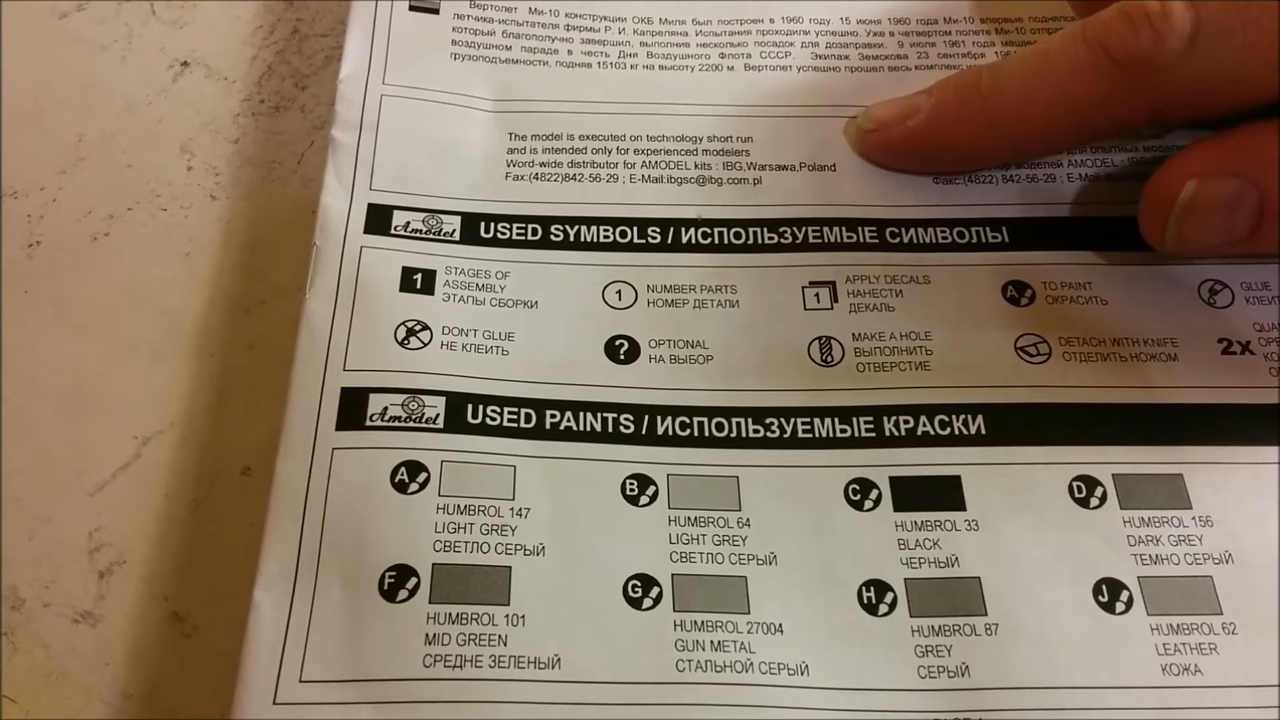 Вертолет Ми-10 конструкции ОКБ Миля был построен в 1960 году. 15 июня 1960 года Ми-10 впервые поднялся
летчика-испытателя фирмы Р. И. Капреляна. Испытания проходили успешно. Уже в четвертом полете Ми-10
который благополучно завершил, выполнив несколько посадок для дозаправки. 9 июля 1961 года
воздушном параде в честь Дня Воздушного Флота СССР. Экипаж Земскова 23 сентября
грузоподъемности, подняв 15103 кг на высоту 2200 м. Вертолет успешно прошел весь комплекс
The model is executed on technology short run
and is intended only for experienced modelers
Word-wide distributor for AMODEL kits : IBG,Warsawa,Poland
Fax:(4822)842-56-29 ; E-Mail:ibgsc@ibg.com.pl
для опытных
моделей AMODEL :
Факс:(4822) 842-56-29 ;
Amodel USED SYMBOLS / ИСПОЛЬЗУЕМЫЕ СИМВОЛЫ
1 STAGES OF
ASSEMBLY
ЭТАПЫ СБОРКИ
1 NUMBER PARTS
НОМЕР ДЕТАЛИ
1 APPLY DECALS
НАНЕСТИ
ДЕКАЛЬ
A TO PAINT
ОКРАСИТЬ
GLUE
DON'T GLUE
НЕ КЛЕИТЬ
? OPTIONAL
НА ВЫБОР
MAKE A HOLE
ВЫПОЛНИТЬ
ОТВЕРСТИЕ
DETACH WITH KNIFE
ОТДЕЛИТЬ НОЖОМ
2x
Amodel USED PAINTS / ИСПОЛЬЗУЕМЫЕ КРАСКИ
A
HUMBROL 147
LIGHT GREY
СВЕТЛО СЕРЫЙ
B
HUMBROL 64
LIGHT GREY
СВЕТЛО СЕРЫЙ
C
HUMBROL 33
BLACK
ЧЕРНЫЙ
D
HUMBROL 156
DARK GREY
ТЕМНО СЕРЫЙ
F
HUMBROL 101
MID GREEN
СРЕДНЕ ЗЕЛЕНЫЙ
G
HUMBROL 27004
GUN METAL
СТАЛЬНОЙ СЕРЫЙ
H
HUMBROL 87
GREY
СЕРЫЙ
J
HUMBROL 62
LEATHER
КОЖА